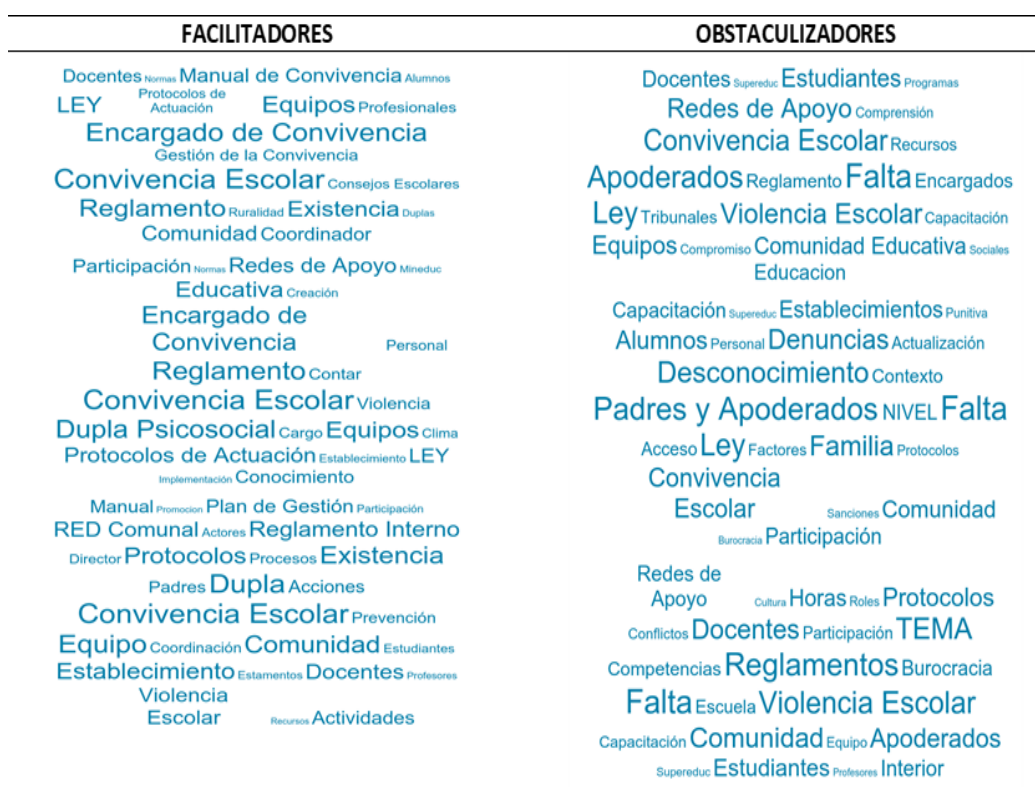 FACILITADORES
Docentes Normas Manual de Convivencia Alumnos
LEY Protocolos de Actuación Equipos Profesionales
Encargado de Convivencia
Gestión de la Convivencia
Convivencia Escolar Consejos Escolares
Reglamento Ruralidad Existencia Duplas
Comunidad Coordinador
Participación Normas Redes de Apoyo Mineduc
Educativa Creación
Encargado de
Convivencia Personal
Reglamento Contar
Convivencia Escolar Violencia
Dupla Psicosocial Cargo Equipos Clima
Protocolos de Actuación Establecimiento LEY
Implementación Conocimiento
Manual Promocion Plan de Gestión Participación
RED Comunal Actores Reglamento Interno
Director Protocolos Procesos Existencia
Padres Dupla Acciones
Convivencia Escolar Prevención
Equipo Coordinación Comunidad Estudiantes
Establecimiento Estamentos Docentes Profesores
Violencia
Escolar Recursos Actividades
OBSTACULIZADORES
Docentes Supereduc Estudiantes Programas
Redes de Apoyo Comprensión
Convivencia Escolar Recursos
Apoderados Reglamento Falta Encargados
Ley Tribunales Violencia Escolar Capacitación
Equipos Compromiso Comunidad Educativa Sociales
Educacion
Capacitación Supereduc Establecimientos Punitiva
Alumnos Personal Denuncias Actualización
Desconocimiento Contexto
Padres y Apoderados NIVEL Falta
Acceso Ley Factores Familia Protocolos
Convivencia
Escolar Sanciones Comunidad
Burocracia Participación
Redes de
Apoyo Cultura Horas Roles Protocolos
Conflictos Docentes Participación TEMA
Competencias Reglamentos Burocracia
Falta Escuela Violencia Escolar
Capacitación Comunidad Equipo Apoderados
Supereduc Estudiantes Profesores Interior